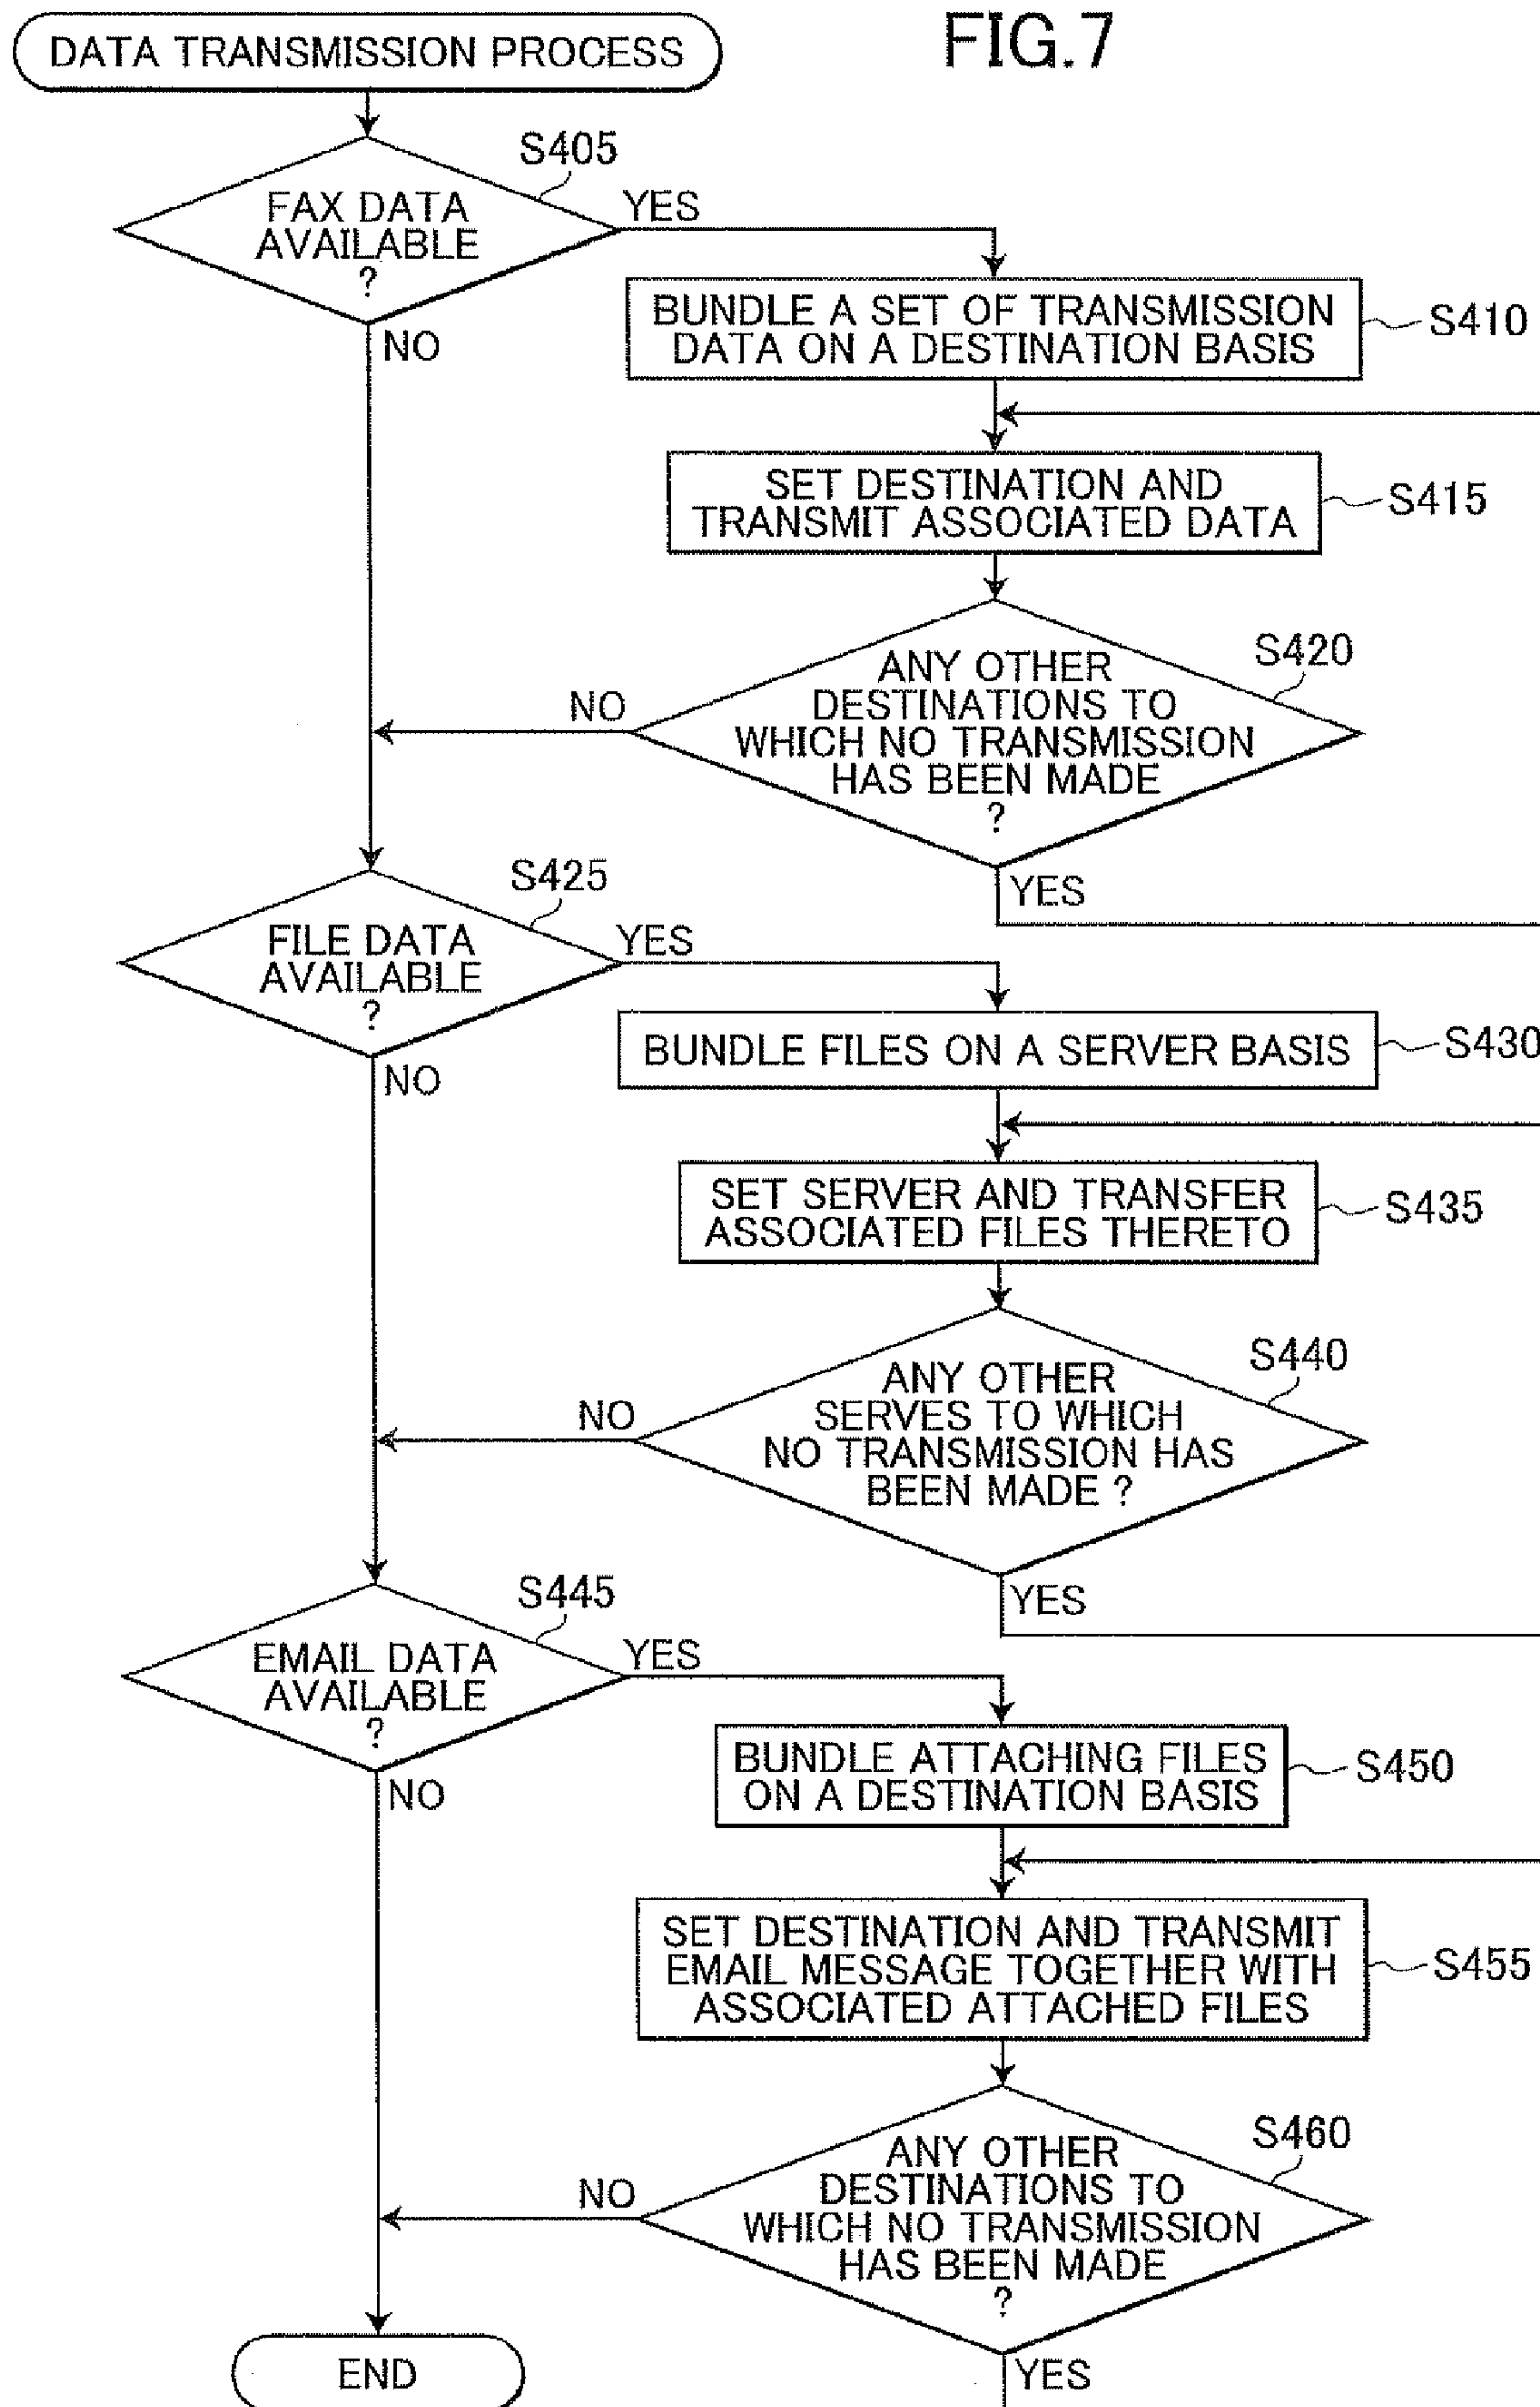 FIG.7
DATA TRANSMISSION PROCESS
S405
FAX DATA
AVAILABLE
?
YES
NO
BUNDLE A SET OF TRANSMISSION
DATA ON A DESTINATION BASIS
S410
SET DESTINATION AND
TRANSMIT ASSOCIATED DATA
S415
S420
ANY OTHER
DESTINATIONS TO
WHICH NO TRANSMISSION
HAS BEEN MADE
?
NO
YES
S425
FILE DATA
AVAILABLE
?
YES
NO
BUNDLE FILES ON A SERVER BASIS
S430
SET SERVER AND TRANSFER
ASSOCIATED FILES THERETO
S435
S440
ANY OTHER
SERVES TO WHICH
NO TRANSMISSION HAS
BEEN MADE ?
NO
YES
S445
EMAIL DATA
AVAILABLE
?
YES
NO
BUNDLE ATTACHING FILES
ON A DESTINATION BASIS
S450
SET DESTINATION AND TRANSMIT
EMAIL MESSAGE TOGETHER WITH
ASSOCIATED ATTACHED FILES
S455
S460
ANY OTHER
DESTINATIONS TO
WHICH NO TRANSMISSION
HAS BEEN MADE
?
NO
YES
END